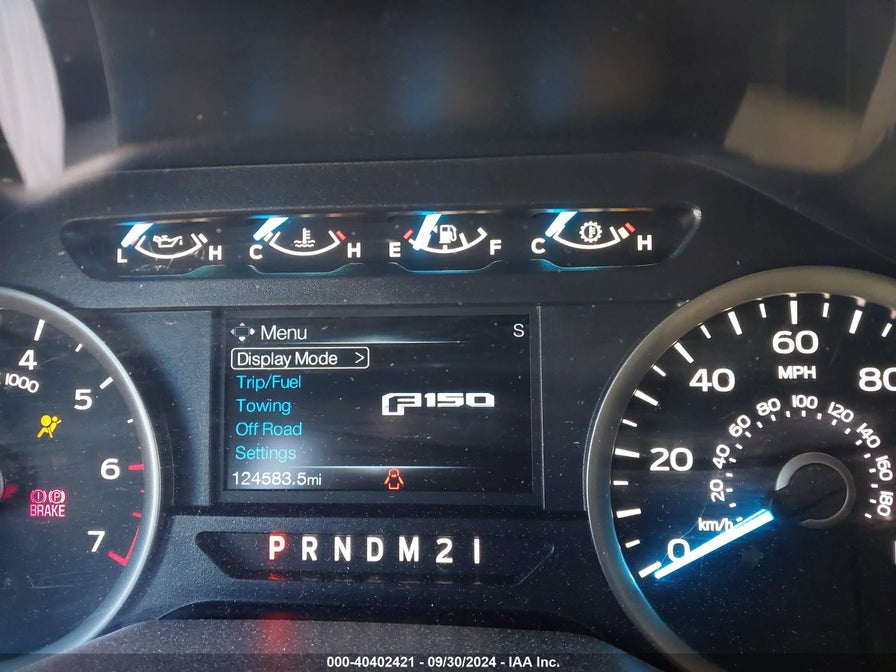 L H C H E F C H
Menu S
Display Mode >
Trip/Fuel
Towing
Off Road
Settings
F150
124583.5mi
P R N D M 2 1
4
1000
5
6
7
BRAKE
P
0 20 40 60 80
MPH
20 40 60 80 100 120 140 160 180
km/h
000-40402421 - 09/30/2024 - IAA Inc.